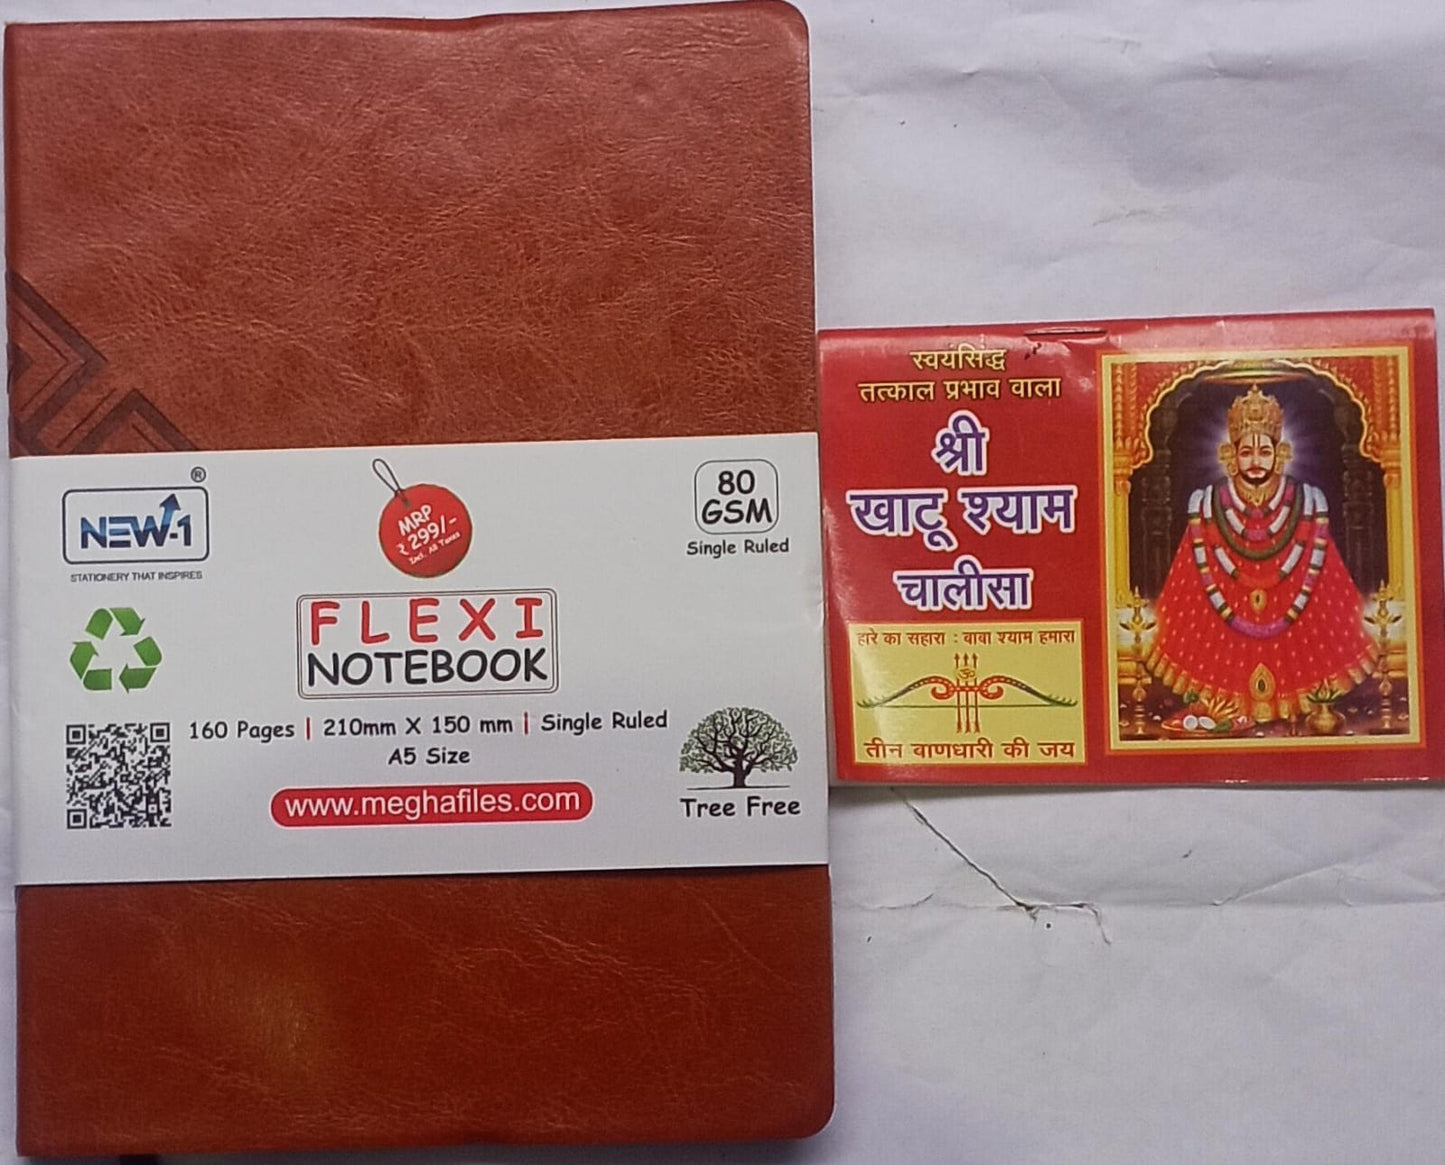 NEW-1
®
STATIONERY THAT INSPIRES
MRP
₹ 299/-
Incl. All Taxes
80
GSM
Single Ruled
FLEXI
NOTEBOOK
160 Pages | 210mm X 150 mm | Single Ruled
A5 Size
www.meghafiles.com
Tree Free
स्वयंसिद्ध
तत्काल प्रभाव वाला
श्री
खाटू श्याम
चालीसा
हारे का सहारा : बाबा श्याम हमारा
ॐ
तीन बाणधारी की जय